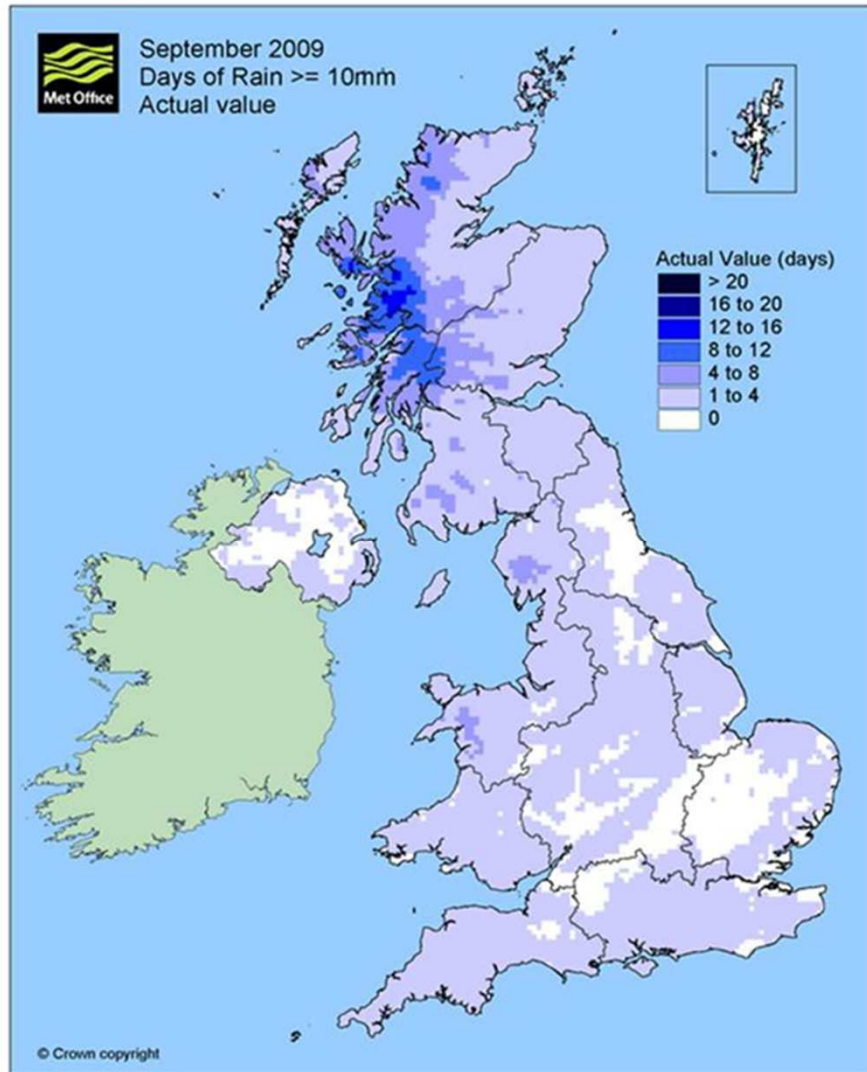 Met Office
September 2009
Days of Rain >= 10mm
Actual value
Actual Value (days)
> 20
16 to 20
12 to 16
8 to 12
4 to 8
1 to 4
0
© Crown copyright